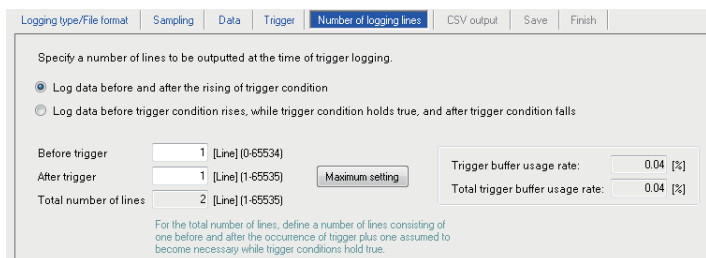 Logging type/File format Sampling Data Trigger Number of logging lines CSV output Save Finish
Specify a number of lines to be outputted at the time of trigger logging.
Log data before and after the rising of trigger condition
Log data before trigger condition rises, while trigger condition holds true, and after trigger condition falls
Before trigger 1 [Line] (0-65534)
After trigger 1 [Line] (1-65535) Maximum setting
Total number of lines 2 [Line] (1-65535)
Trigger buffer usage rate: 0.04 [%]
Total trigger buffer usage rate: 0.04 [%]
For the total number of lines, define a number of lines consisting of
one before and after the occurrence of trigger plus one assumed to
become necessary while trigger conditions hold true.